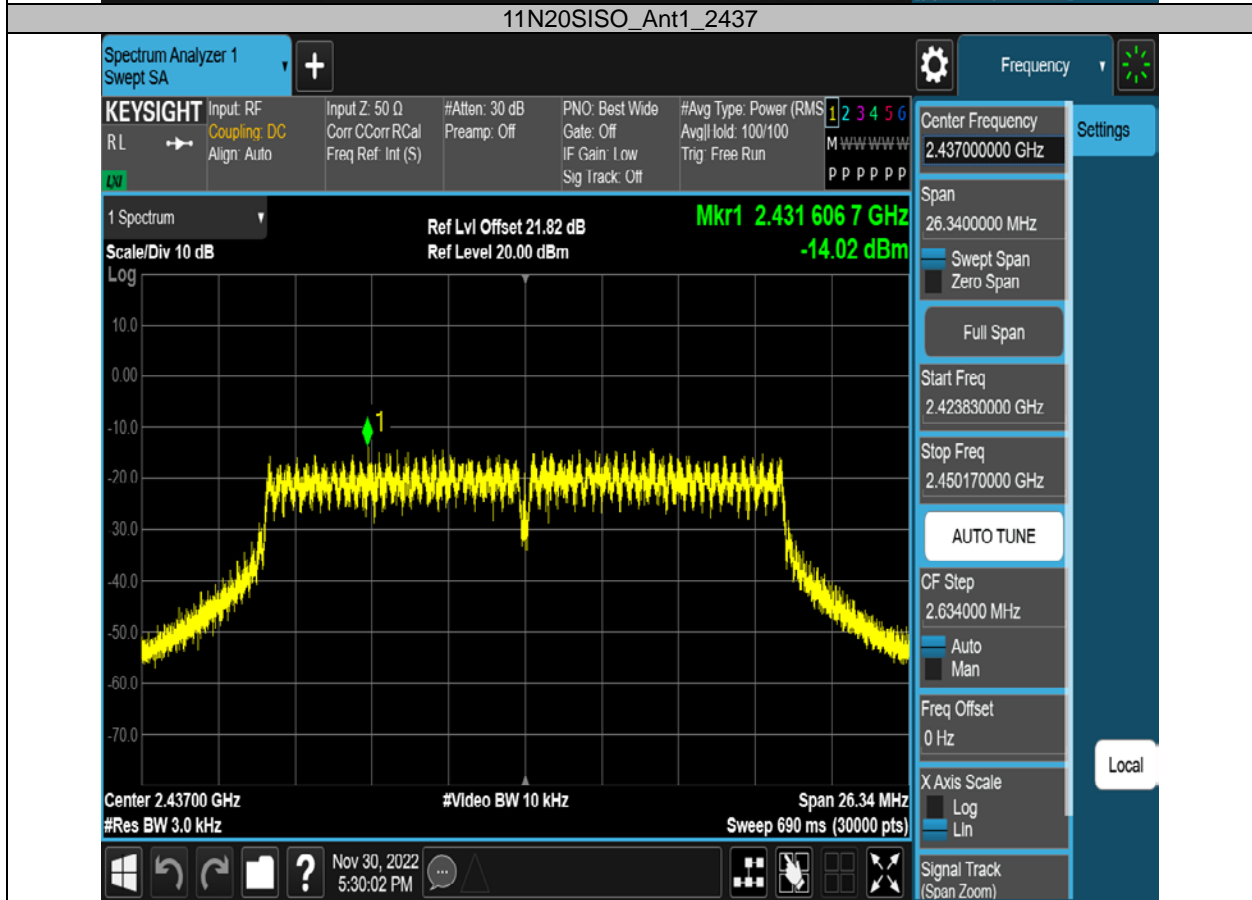 11N20SISO_Ant1_2437
Spectrum Analyzer 1
Swept SA
+
Frequency
KEYSIGHT
RL
LXI
Input: RF
Coupling: DC
Align: Auto
Input Z: 50 Ω
Corr CCorr RCal
Freq Ref: Int (S)
#Atten: 30 dB
Preamp: Off
PNO: Best Wide
Gate: Off
IF Gain: Low
Sig Track: Off
#Avg Type: Power (RMS
Avg|Hold: 100/100
Trig: Free Run
1 2 3 4 5 6
M W W W W W
P P P P P P
1 Spectrum
Scale/Div 10 dB
Log
Ref Lvl Offset 21.82 dB
Ref Level 20.00 dBm
Mkr1 2.431 606 7 GHz
-14.02 dBm
10.0
0.00
-10.0
-20.0
-30.0
-40.0
-50.0
-60.0
-70.0
1
Center 2.43700 GHz
#Video BW 10 kHz
Span 26.34 MHz
#Res BW 3.0 kHz
Sweep 690 ms (30000 pts)
Center Frequency
2.437000000 GHz
Settings
Span
26.3400000 MHz
Swept Span
Zero Span
Full Span
Start Freq
2.423830000 GHz
Stop Freq
2.450170000 GHz
AUTO TUNE
CF Step
2.634000 MHz
Auto
Man
Freq Offset
0 Hz
X Axis Scale
Log
Lin
Local
Signal Track
(Span Zoom)
?
Nov 30, 2022
5:30:02 PM